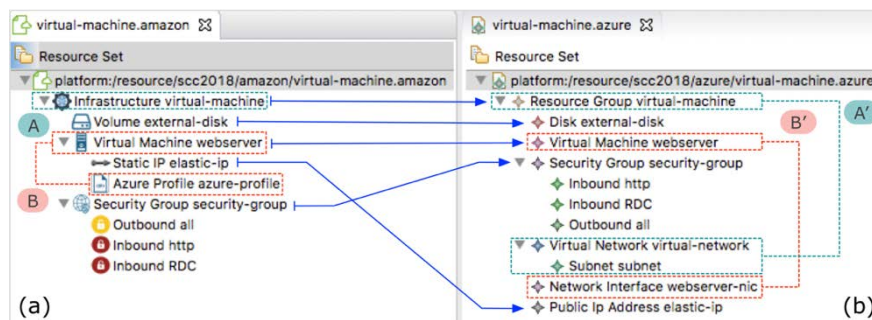 virtual-machine.amazon
Resource Set
platform:/resource/scc2018/amazon/virtual-machine.amazon
Infrastructure virtual-machine
A
Volume external-disk
Virtual Machine webserver
Static IP elastic-ip
Azure Profile azure-profile
B
Security Group security-group
Outbound all
Inbound http
Inbound RDC
(a)
virtual-machine.azure
Resource Set
platform:/resource/scc2018/azure/virtual-machine.azure
Resource Group virtual-machine
A'
B'
Disk external-disk
Virtual Machine webserver
Security Group security-group
Inbound http
Inbound RDC
Outbound all
Virtual Network virtual-network
Subnet subnet
Network Interface webserver-nic
Public Ip Address elastic-ip
(b)